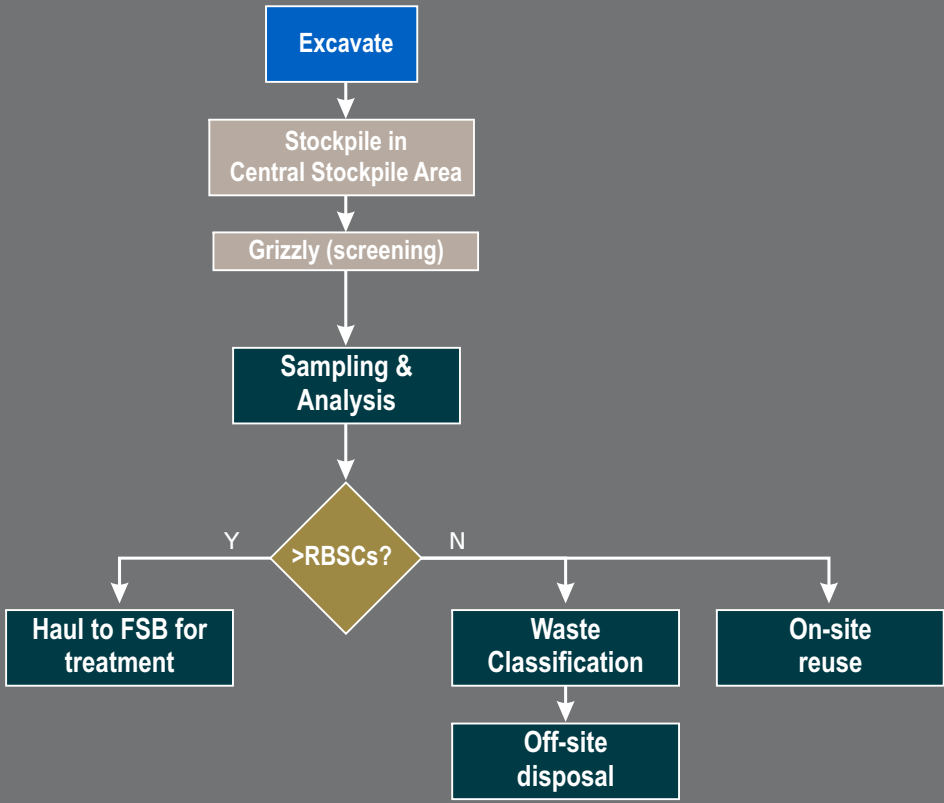 Excavate
Stockpile in
Central Stockpile Area
Grizzly (screening)
Sampling &
Analysis
>RBSCs?
Y
N
Haul to FSB for
treatment
Waste
Classification
On-site
reuse
Off-site
disposal